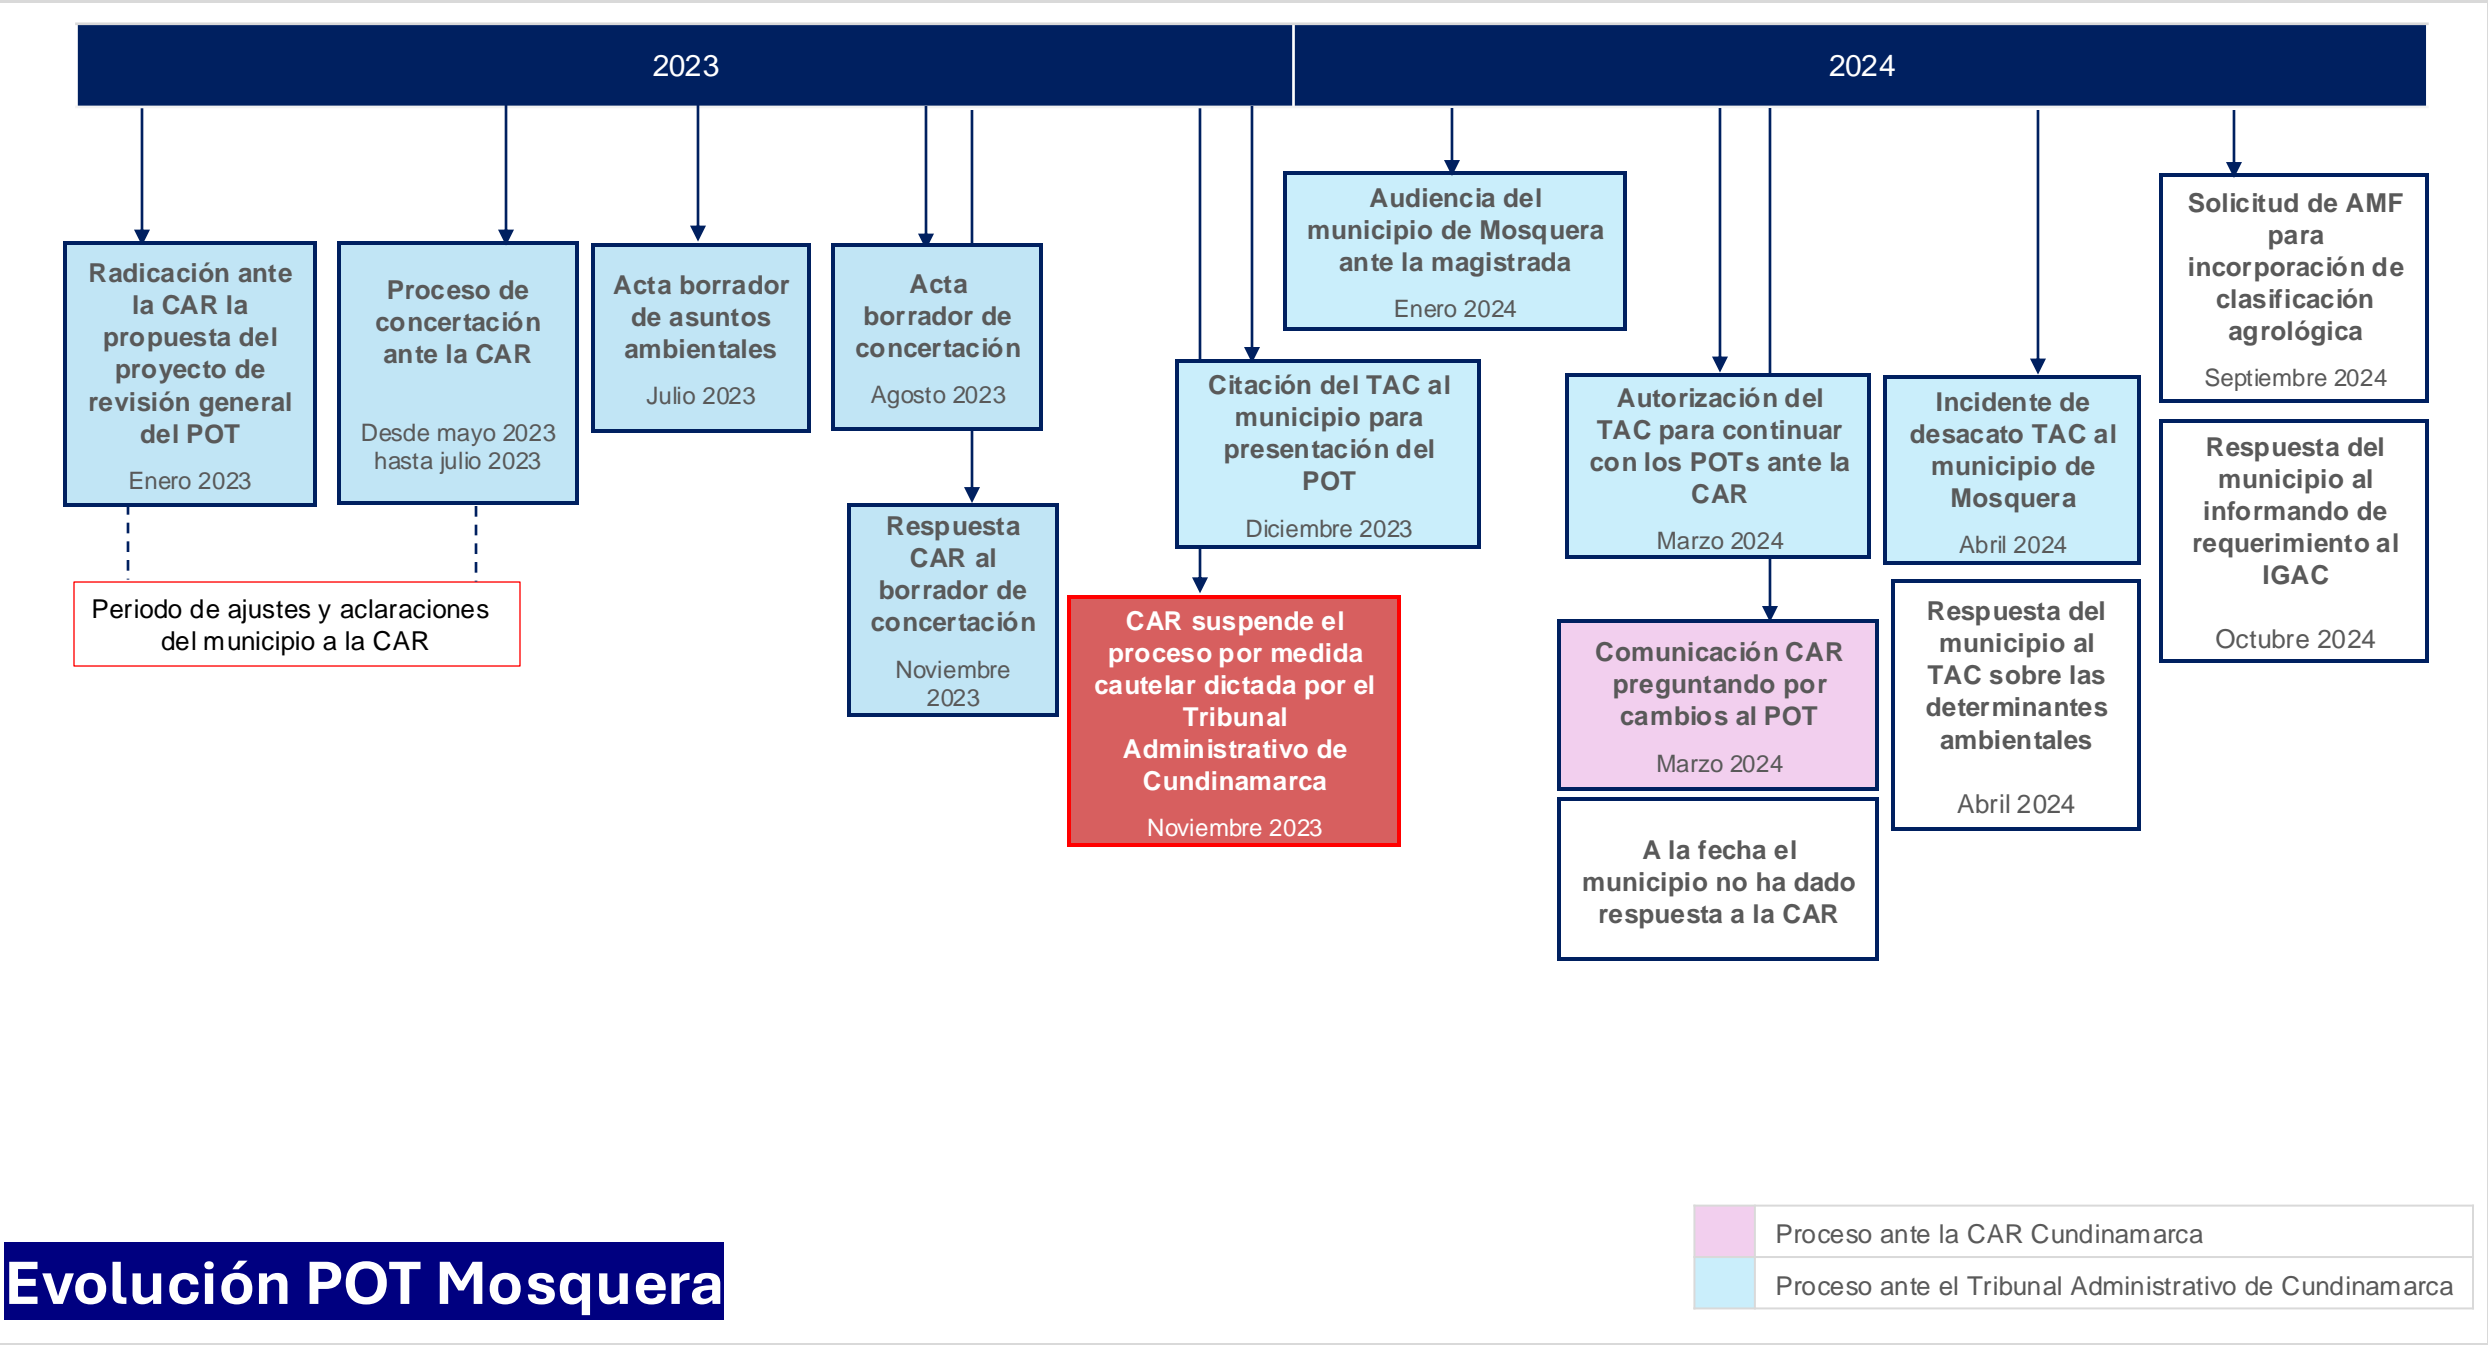 2023
2024
Radicación ante
la CAR la
propuesta del
proyecto de
revisión general
del POT
Enero 2023
Proceso de
concertación
ante la CAR
Desde mayo 2023
hasta julio 2023
Periodo de ajustes y aclaraciones
del municipio a la CAR
Acta borrador
de asuntos
ambientales
Julio 2023
Acta
borrador de
concertación
Agosto 2023
Respuesta
CAR al
borrador de
concertación
Noviembre
2023
CAR suspende el
proceso por medida
cautelar dictada por el
Tribunal
Administrativo de
Cundinamarca
Noviembre 2023
Citación del TAC al
municipio para
presentación del
POT
Diciembre 2023
Audiencia del
municipio de Mosquera
ante la magistrada
Enero 2024
Autorización del
TAC para continuar
con los POTs ante la
CAR
Marzo 2024
Comunicación CAR
preguntando por
cambios al POT
Marzo 2024
A la fecha el
municipio no ha dado
respuesta a la CAR
Incidente de
desacato TAC al
municipio de
Mosquera
Abril 2024
Respuesta del
municipio al
TAC sobre las
determinantes
ambientales
Abril 2024
Solicitud de AMF
para
incorporación de
clasificación
agrológica
Septiembre 2024
Respuesta del
municipio al
informando de
requerimiento al
IGAC
Octubre 2024
Proceso ante la CAR Cundinamarca
Proceso ante el Tribunal Administrativo de Cundinamarca
Evolución POT Mosquera